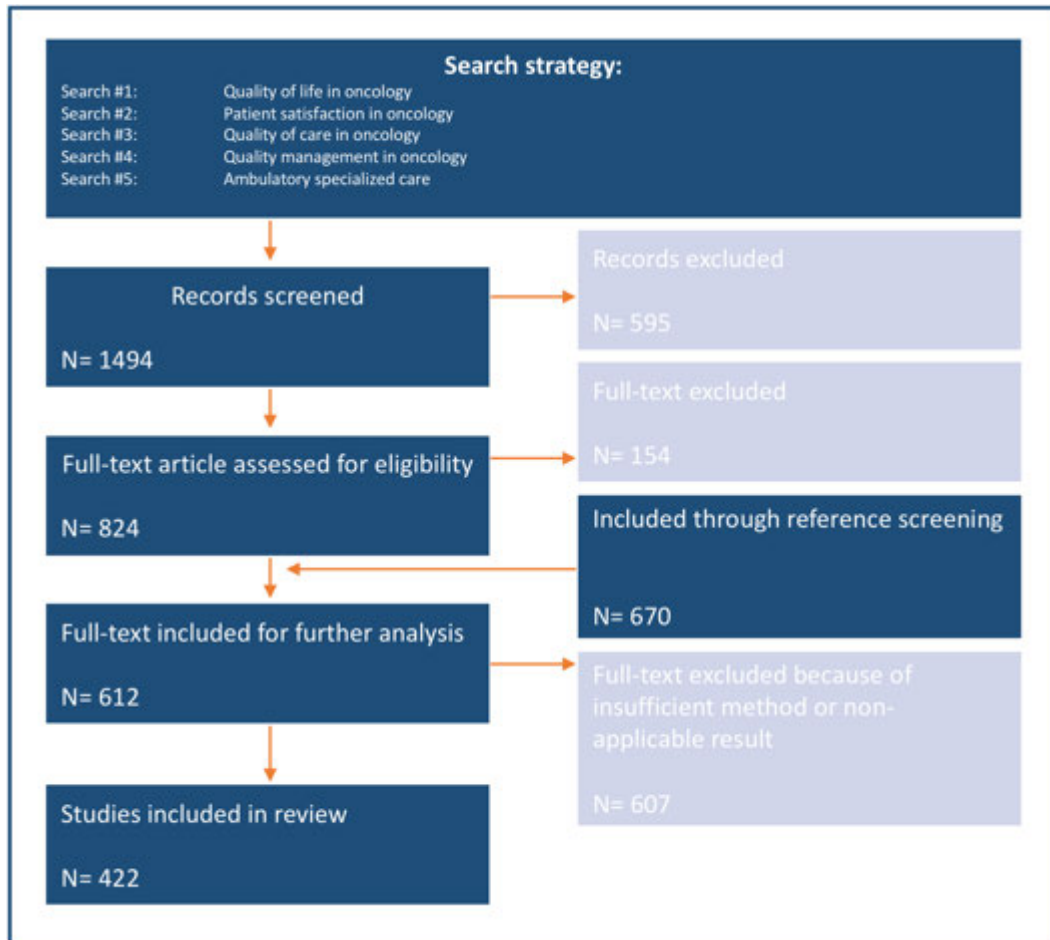 Search strategy:
Search #1: Quality of life in oncology
Search #2: Patient satisfaction in oncology
Search #3: Quality of care in oncology
Search #4: Quality management in oncology
Search #5: Ambulatory specialized care
Records screened
N= 1494
Records excluded
N= 595
Full-text excluded
N= 154
Full-text article assessed for eligibility
N= 824
Included through reference screening
N= 670
Full-text included for further analysis
N= 612
Full-text excluded because of
insufficient method or non-
applicable result
N= 607
Studies included in review
N= 422